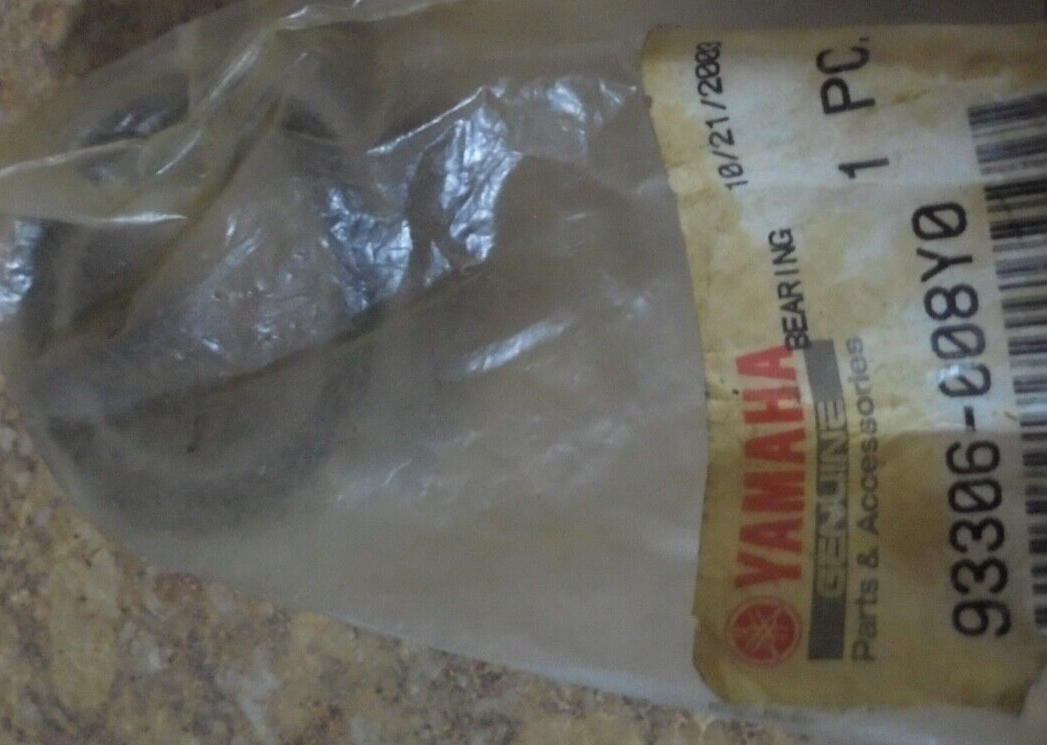 10/21/2003
BEARING 1 PC.
YAMAHA
GENUINE
Parts & Accessories
93306-008Y0